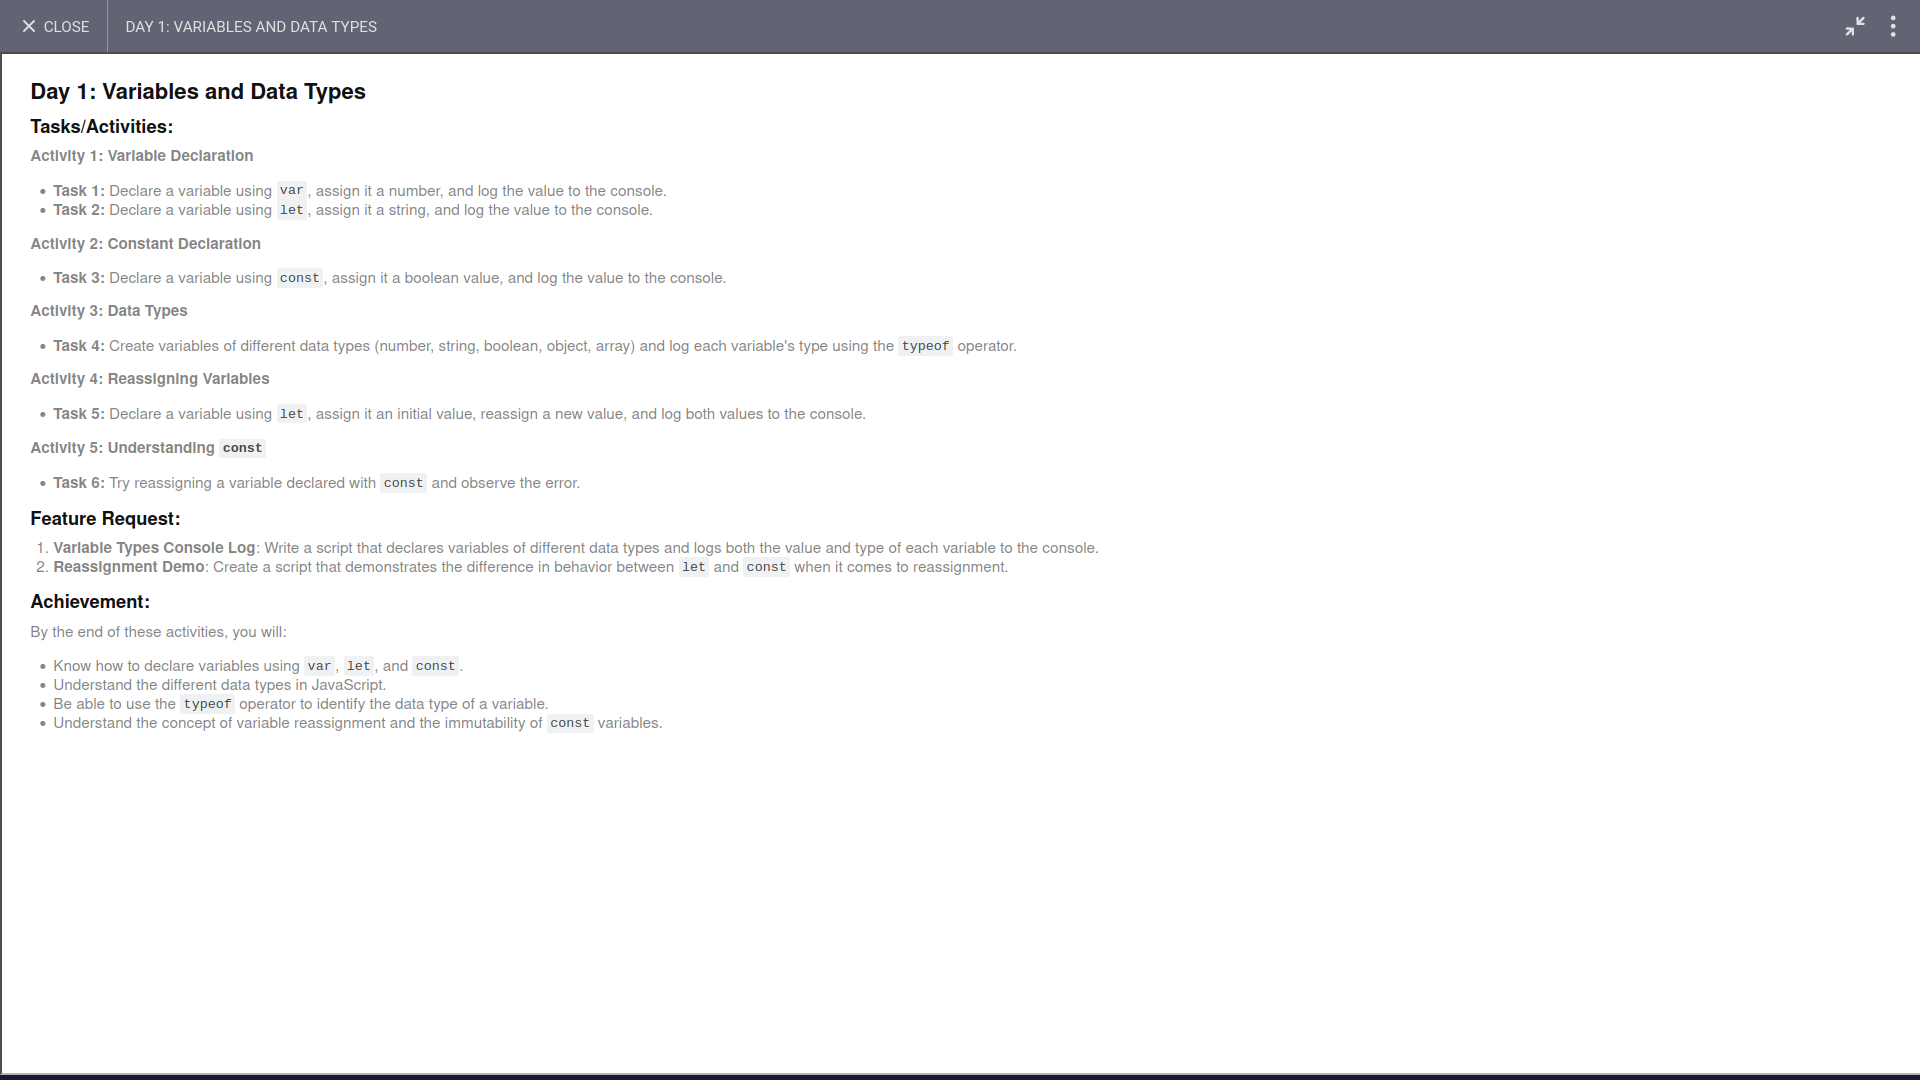 CLOSE DAY 1: VARIABLES AND DATA TYPES
Day 1: Variables and Data Types
Tasks/Activities:
Activity 1: Variable Declaration
• Task 1: Declare a variable using var, assign it a number, and log the value to the console.
• Task 2: Declare a variable using let, assign it a string, and log the value to the console.
Activity 2: Constant Declaration
• Task 3: Declare a variable using const, assign it a boolean value, and log the value to the console.
Activity 3: Data Types
• Task 4: Create variables of different data types (number, string, boolean, object, array) and log each variable's type using the typeof operator.
Activity 4: Reassigning Variables
• Task 5: Declare a variable using let, assign it an initial value, reassign a new value, and log both values to the console.
Activity 5: Understanding const
• Task 6: Try reassigning a variable declared with const and observe the error.
Feature Request:
1. Variable Types Console Log: Write a script that declares variables of different data types and logs both the value and type of each variable to the console.
2. Reassignment Demo: Create a script that demonstrates the difference in behavior between let and const when it comes to reassignment.
Achievement:
By the end of these activities, you will:
• Know how to declare variables using var, let, and const.
• Understand the different data types in JavaScript.
• Be able to use the typeof operator to identify the data type of a variable.
• Understand the concept of variable reassignment and the immutability of const variables.